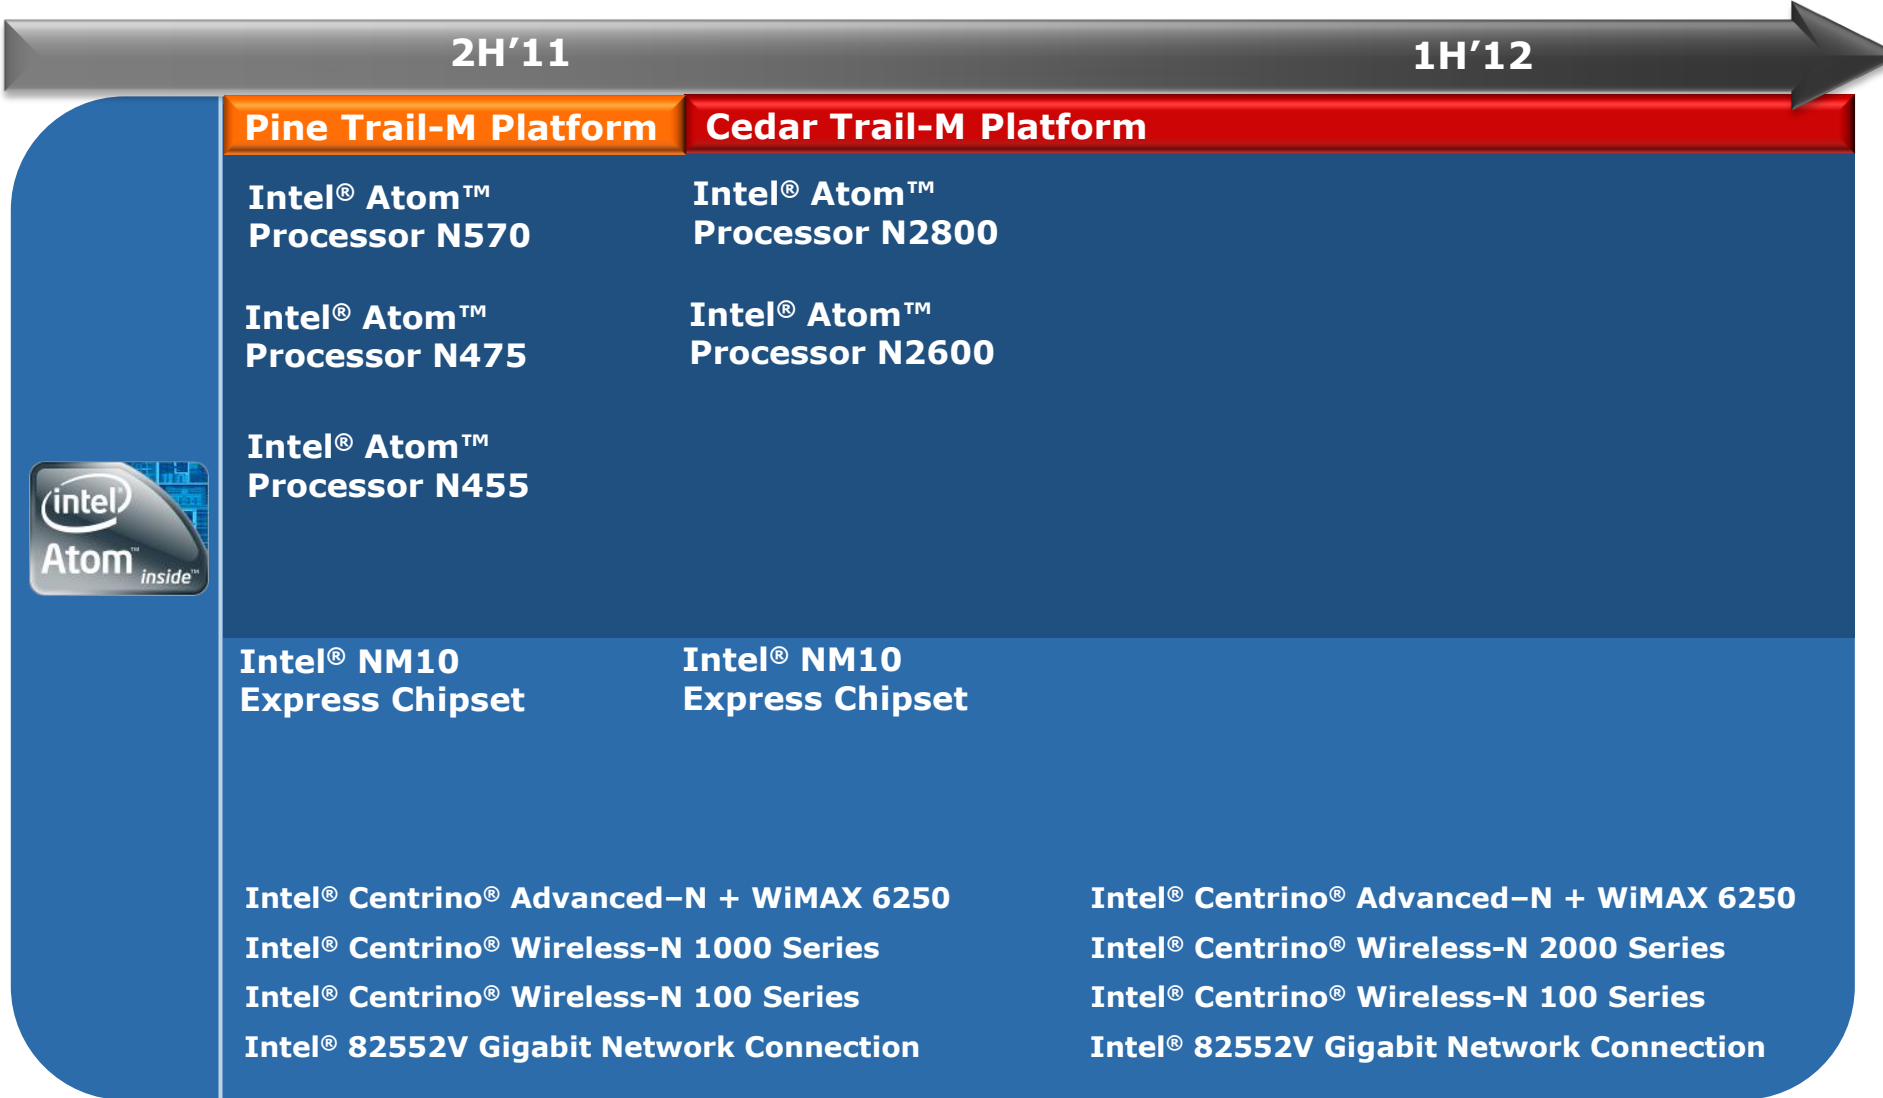 2H’11
1H’12
Pine Trail-M Platform
Cedar Trail-M Platform
Intel® Atom™
Processor N570
Intel® Atom™
Processor N2800
Intel® Atom™
Processor N475
Intel® Atom™
Processor N2600
Intel® Atom™
Processor N455
intel®
Atom™
inside™
Intel® NM10
Express Chipset
Intel® NM10
Express Chipset
Intel® Centrino® Advanced–N + WiMAX 6250
Intel® Centrino® Wireless-N 1000 Series
Intel® Centrino® Wireless-N 100 Series
Intel® 82552V Gigabit Network Connection
Intel® Centrino® Advanced–N + WiMAX 6250
Intel® Centrino® Wireless-N 2000 Series
Intel® Centrino® Wireless-N 100 Series
Intel® 82552V Gigabit Network Connection